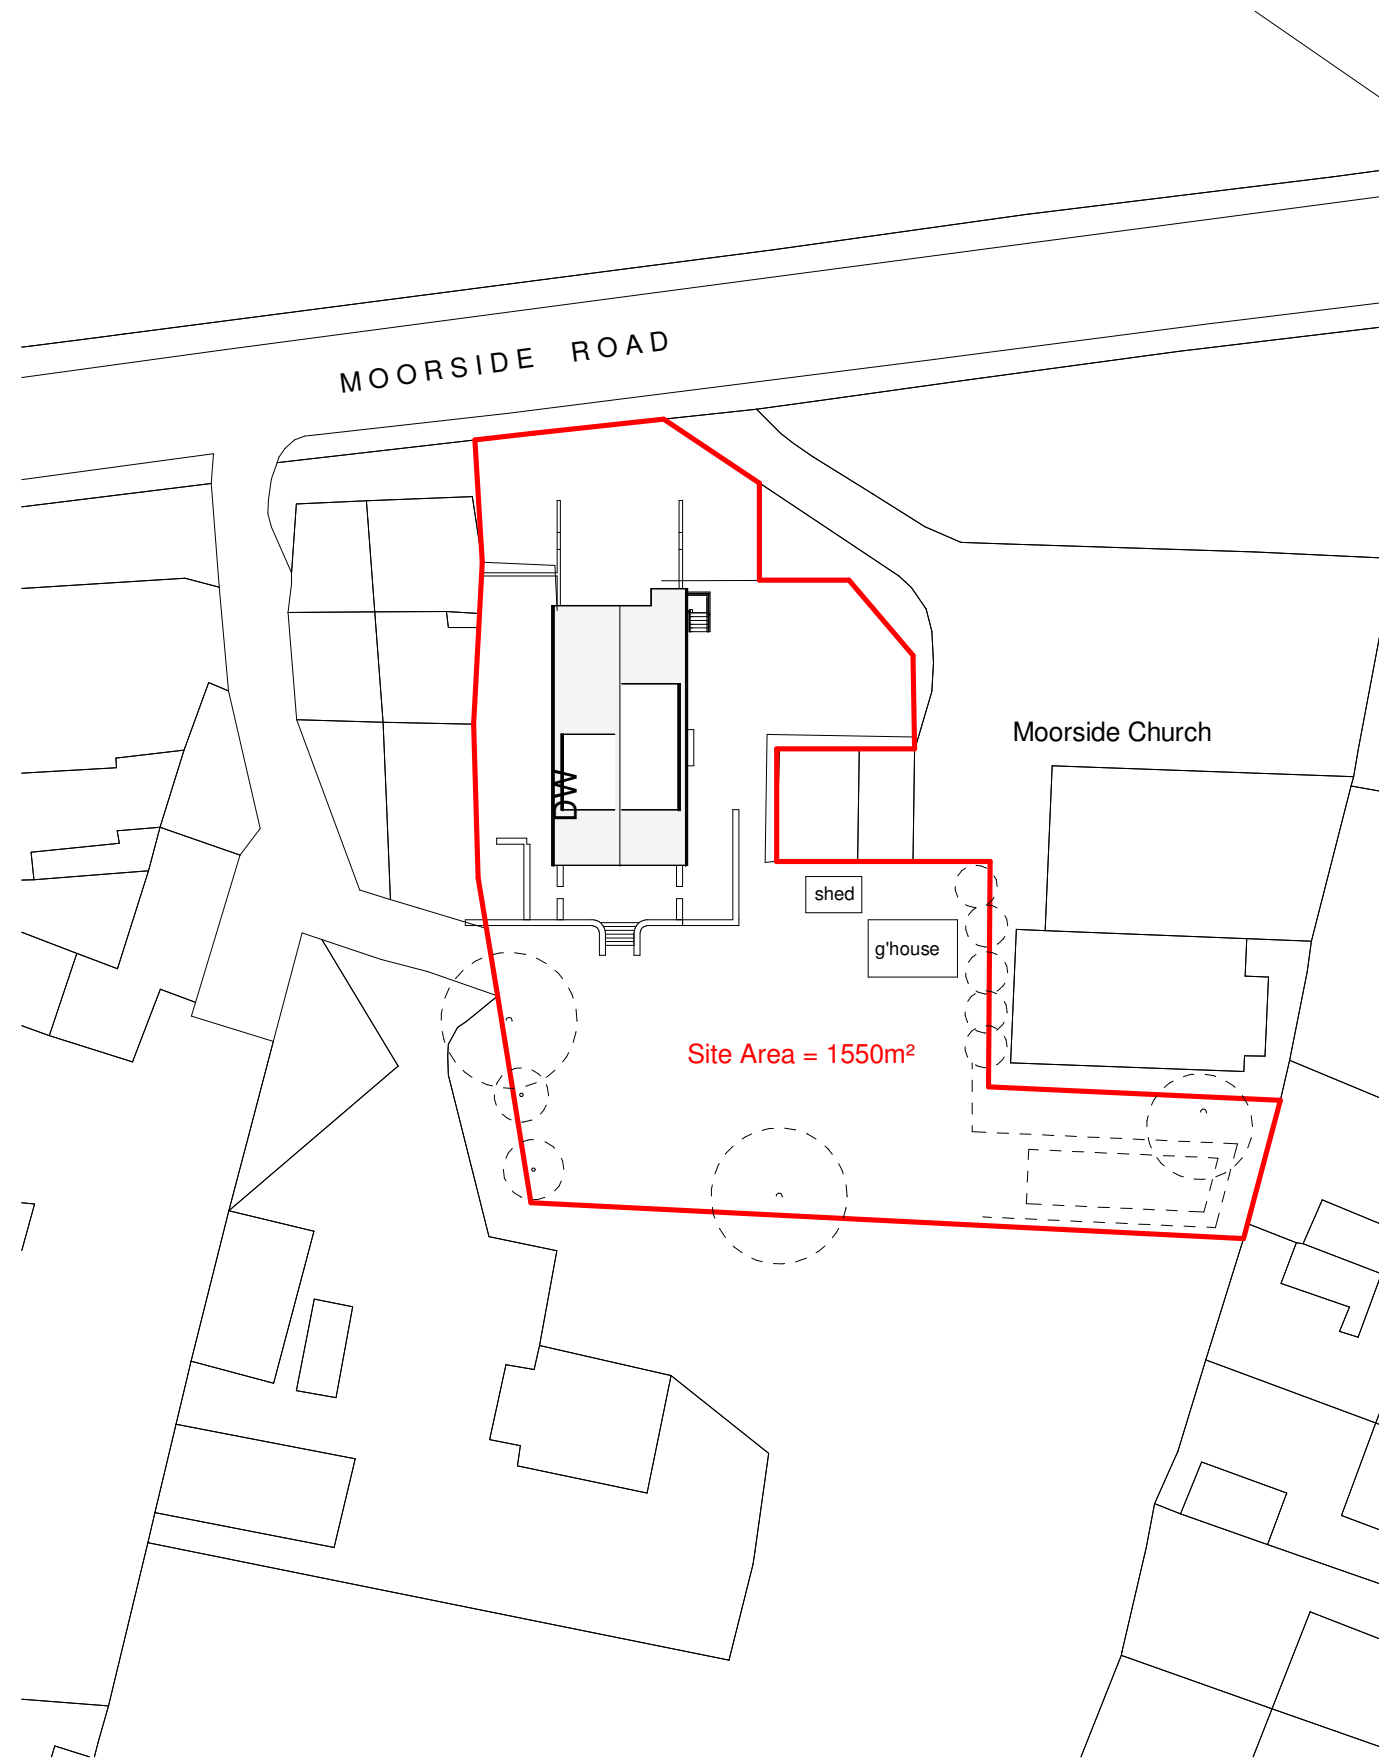 MOORSIDE ROAD
Moorside Church
DW
shed
g'house
Site Area = 1550m²